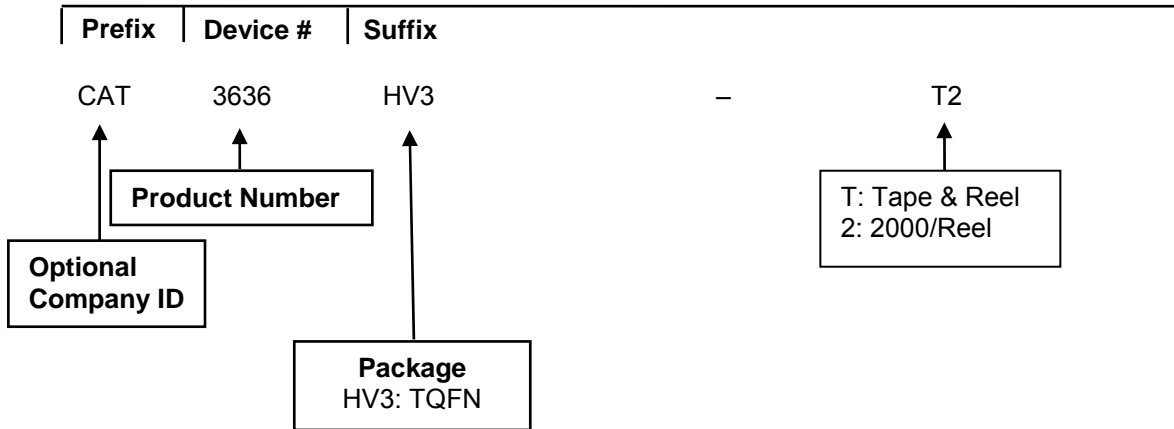 Prefix Device # Suffix
CAT 3636 HV3 – T2
Product Number
T: Tape & Reel
2: 2000/Reel
Optional
Company ID
Package
HV3: TQFN